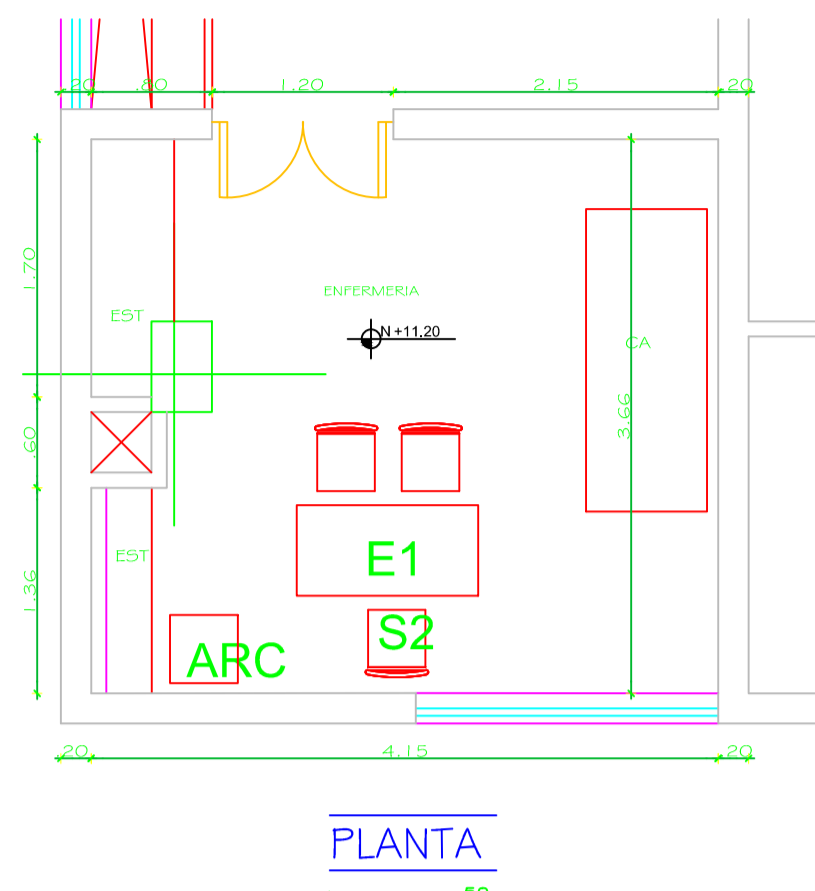 .20 .80 1.20 2.15 .20
1.70
ENFERMERIA
EST
N +11.20
CA
3.66
.60
E1
EST
1.36
S2
ARC
.20 4.15 .20
PLANTA